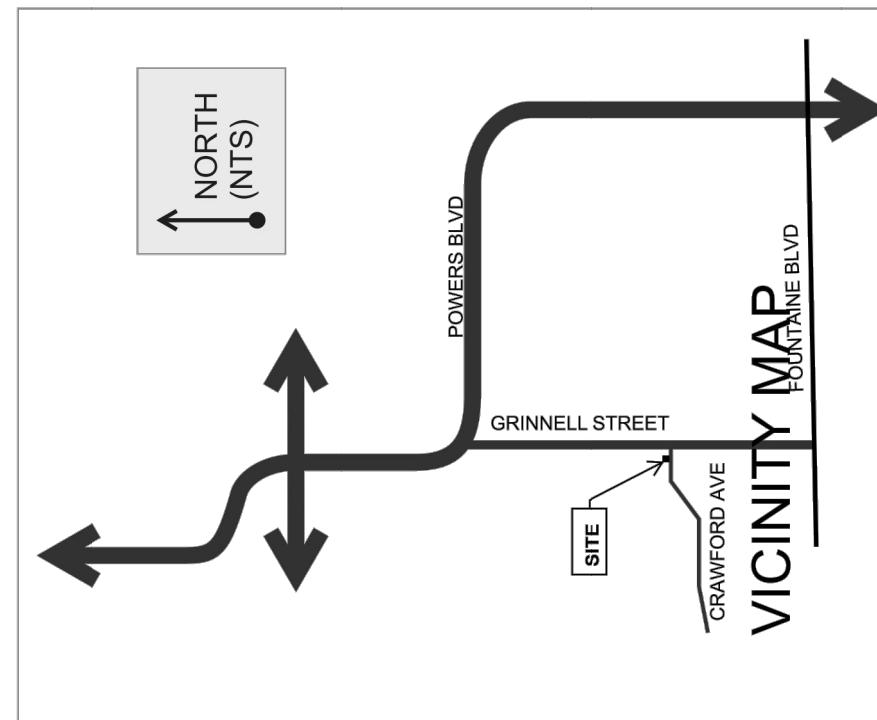 NORTH
(NTS)
POWERS BLVD
GRINNELL STREET
FOUNTAINE BLVD
SITE
CRAWFORD AVE
VICINITY MAP